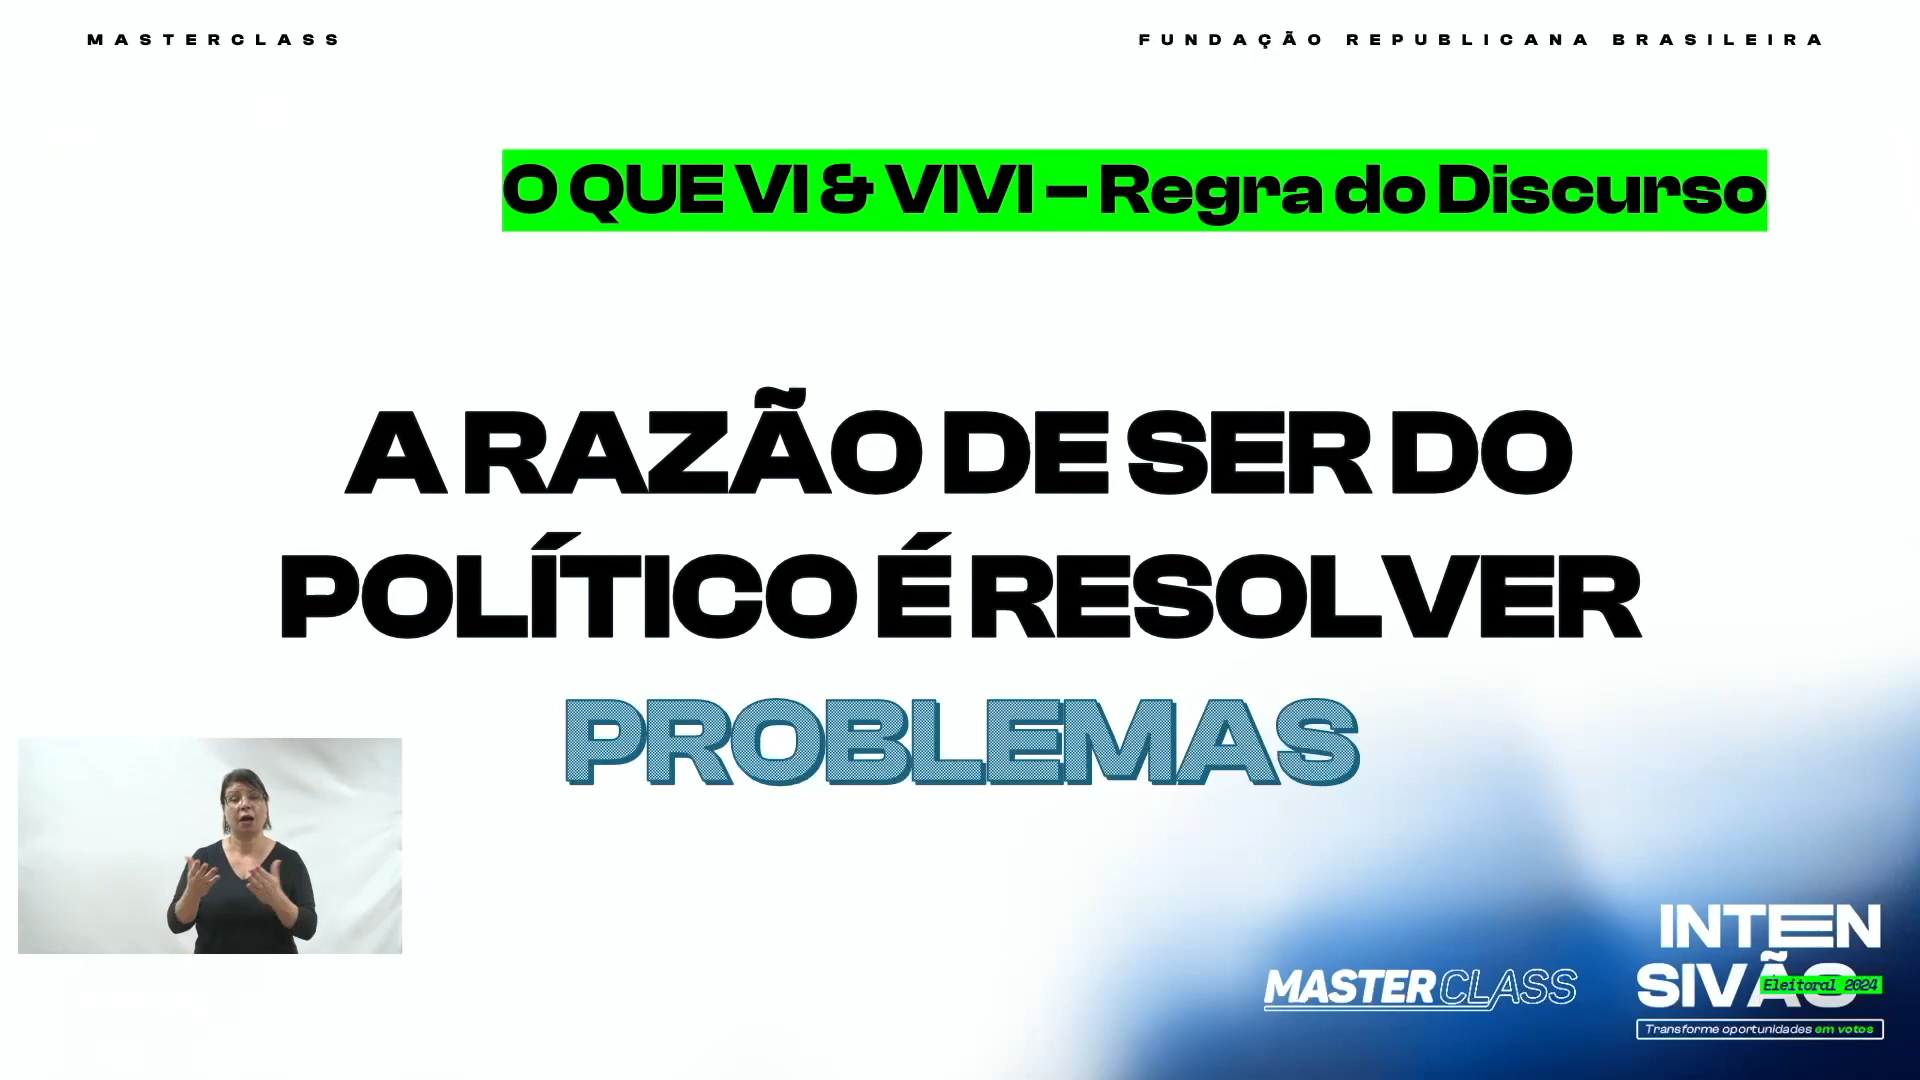 MASTERCLASS
FUNDAÇÃO REPUBLICANA BRASILEIRA
O QUE VI & VIVI – Regra do Discurso
A RAZÃO DE SER DO
POLÍTICO É RESOLVER
PROBLEMAS
MASTERCLASS
INTEN
SIVÃO
Eleitoral 2024
Transforme oportunidades em votos